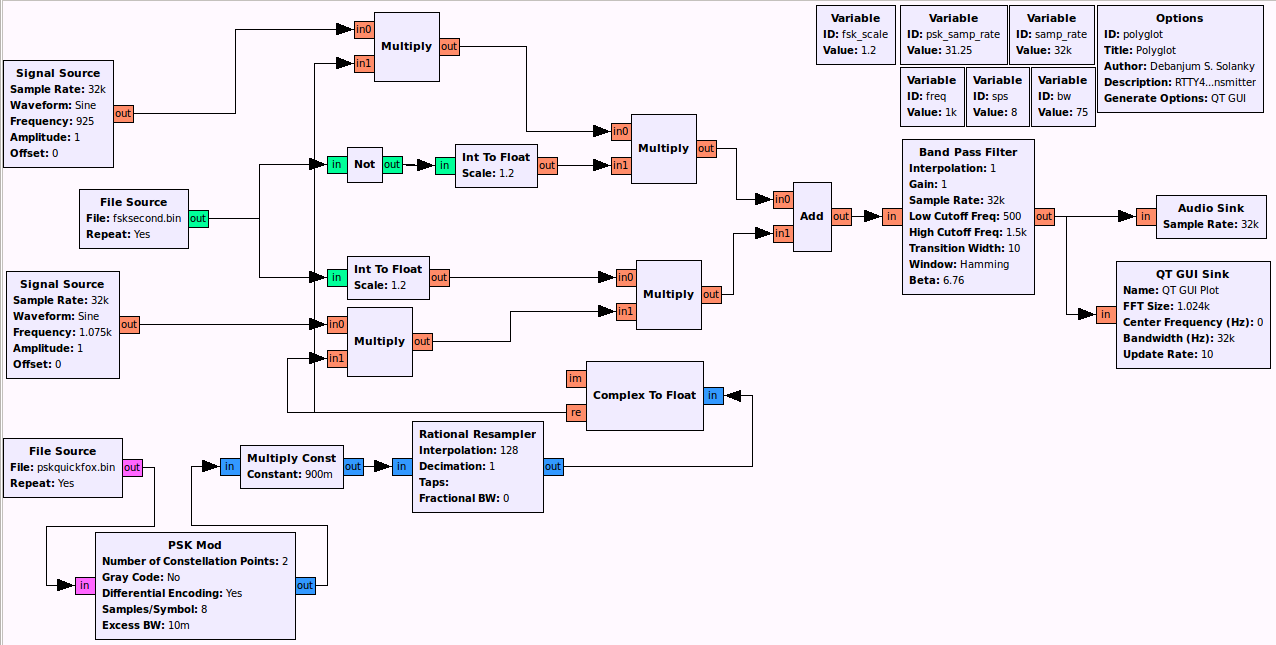 Signal Source
Sample Rate: 32k
Waveform: Sine
Frequency: 925
Amplitude: 1
Offset: 0
out
in0
in1
Multiply
out
File Source
File: fsksecond.bin
Repeat: Yes
out
in
Not
out
in
Int To Float
Scale: 1.2
out
in0
in1
Multiply
out
in
Int To Float
Scale: 1.2
out
Signal Source
Sample Rate: 32k
Waveform: Sine
Frequency: 1.075k
Amplitude: 1
Offset: 0
out
in0
in1
Multiply
out
in0
in1
Multiply
out
in0
in1
Add
out
in
Band Pass Filter
Interpolation: 1
Gain: 1
Sample Rate: 32k
Low Cutoff Freq: 500
High Cutoff Freq: 1.5k
Transition Width: 10
Window: Hamming
Beta: 6.76
out
in
Audio Sink
Sample Rate: 32k
in
QT GUI Sink
Name: QT GUI Plot
FFT Size: 1.024k
Center Frequency (Hz): 0
Bandwidth (Hz): 32k
Update Rate: 10
Variable
ID: fsk_scale
Value: 1.2
Variable
ID: psk_samp_rate
Value: 31.25
Variable
ID: samp_rate
Value: 32k
Variable
ID: freq
Value: 1k
Variable
ID: sps
Value: 8
Variable
ID: bw
Value: 75
Options
ID: polyglot
Title: Polyglot
Author: Debanjum S. Solanky
Description: RTTY4...nsmitter
Generate Options: QT GUI
im
re
Complex To Float
in
File Source
File: pskquickfox.bin
Repeat: Yes
out
in
Multiply Const
Constant: 900m
out
in
Rational Resampler
Interpolation: 128
Decimation: 1
Taps:
Fractional BW: 0
out
in
PSK Mod
Number of Constellation Points: 2
Gray Code: No
Differential Encoding: Yes
Samples/Symbol: 8
Excess BW: 10m
out